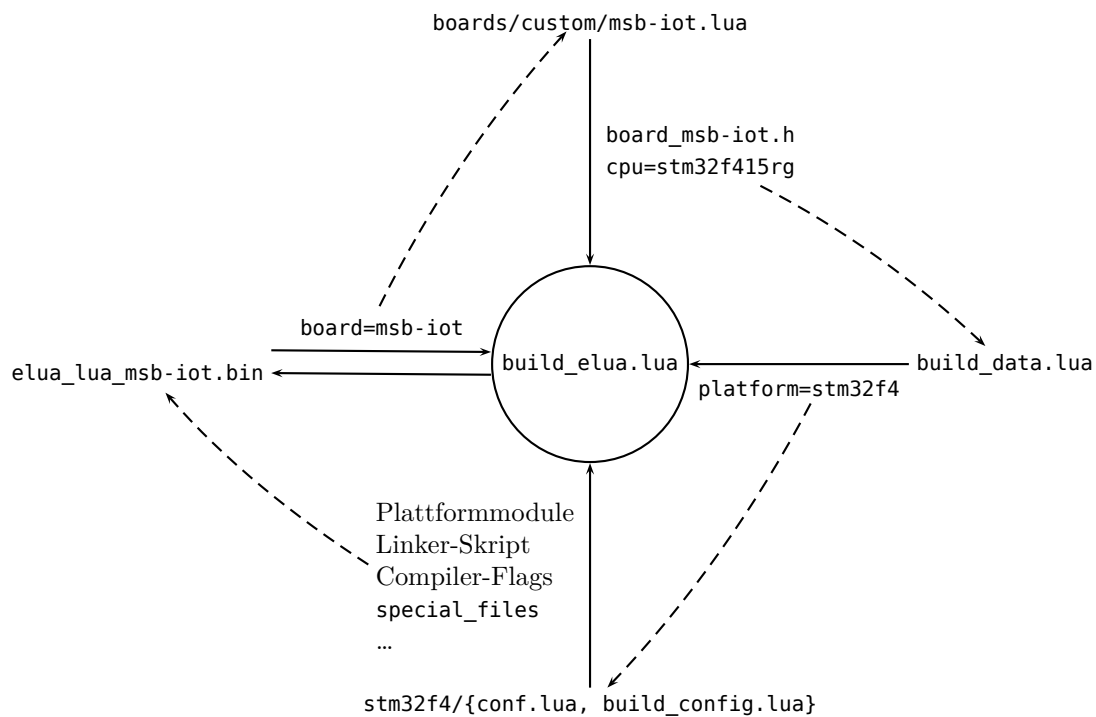 boards/custom/msb-iot.lua
board_msb-iot.h
cpu=stm32f415rg
board=msb-iot
elua_lua_msb-iot.bin
build_elua.lua
build_data.lua
platform=stm32f4
Plattformmodule
Linker-Skript
Compiler-Flags
special_files
…
stm32f4/{conf.lua, build_config.lua}